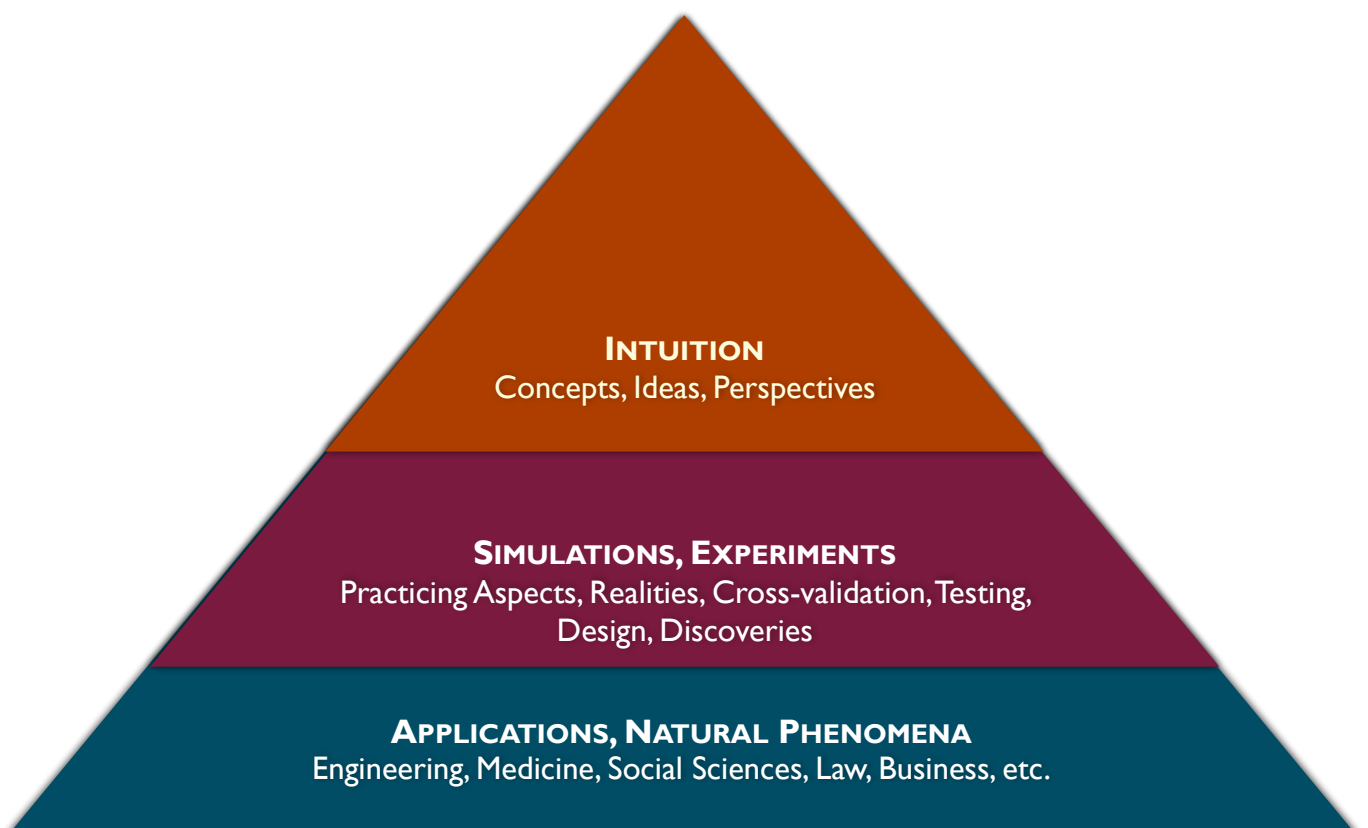 INTUITION
Concepts, Ideas, Perspectives
SIMULATIONS, EXPERIMENTS
Practicing Aspects, Realities, Cross-validation, Testing,
Design, Discoveries
APPLICATIONS, NATURAL PHENOMENA
Engineering, Medicine, Social Sciences, Law, Business, etc.